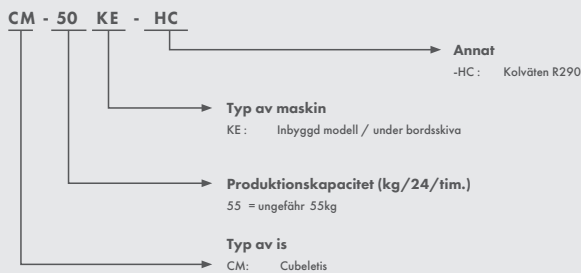 CM - 50 KE - HC
Annat
-HC : Kolväten R290
Typ av maskin
KE : Inbyggd modell / under bordsskiva
Produktionskapacitet (kg/24/tim.)
55 = ungefähr 55kg
Typ av is
CM: Cubeletis